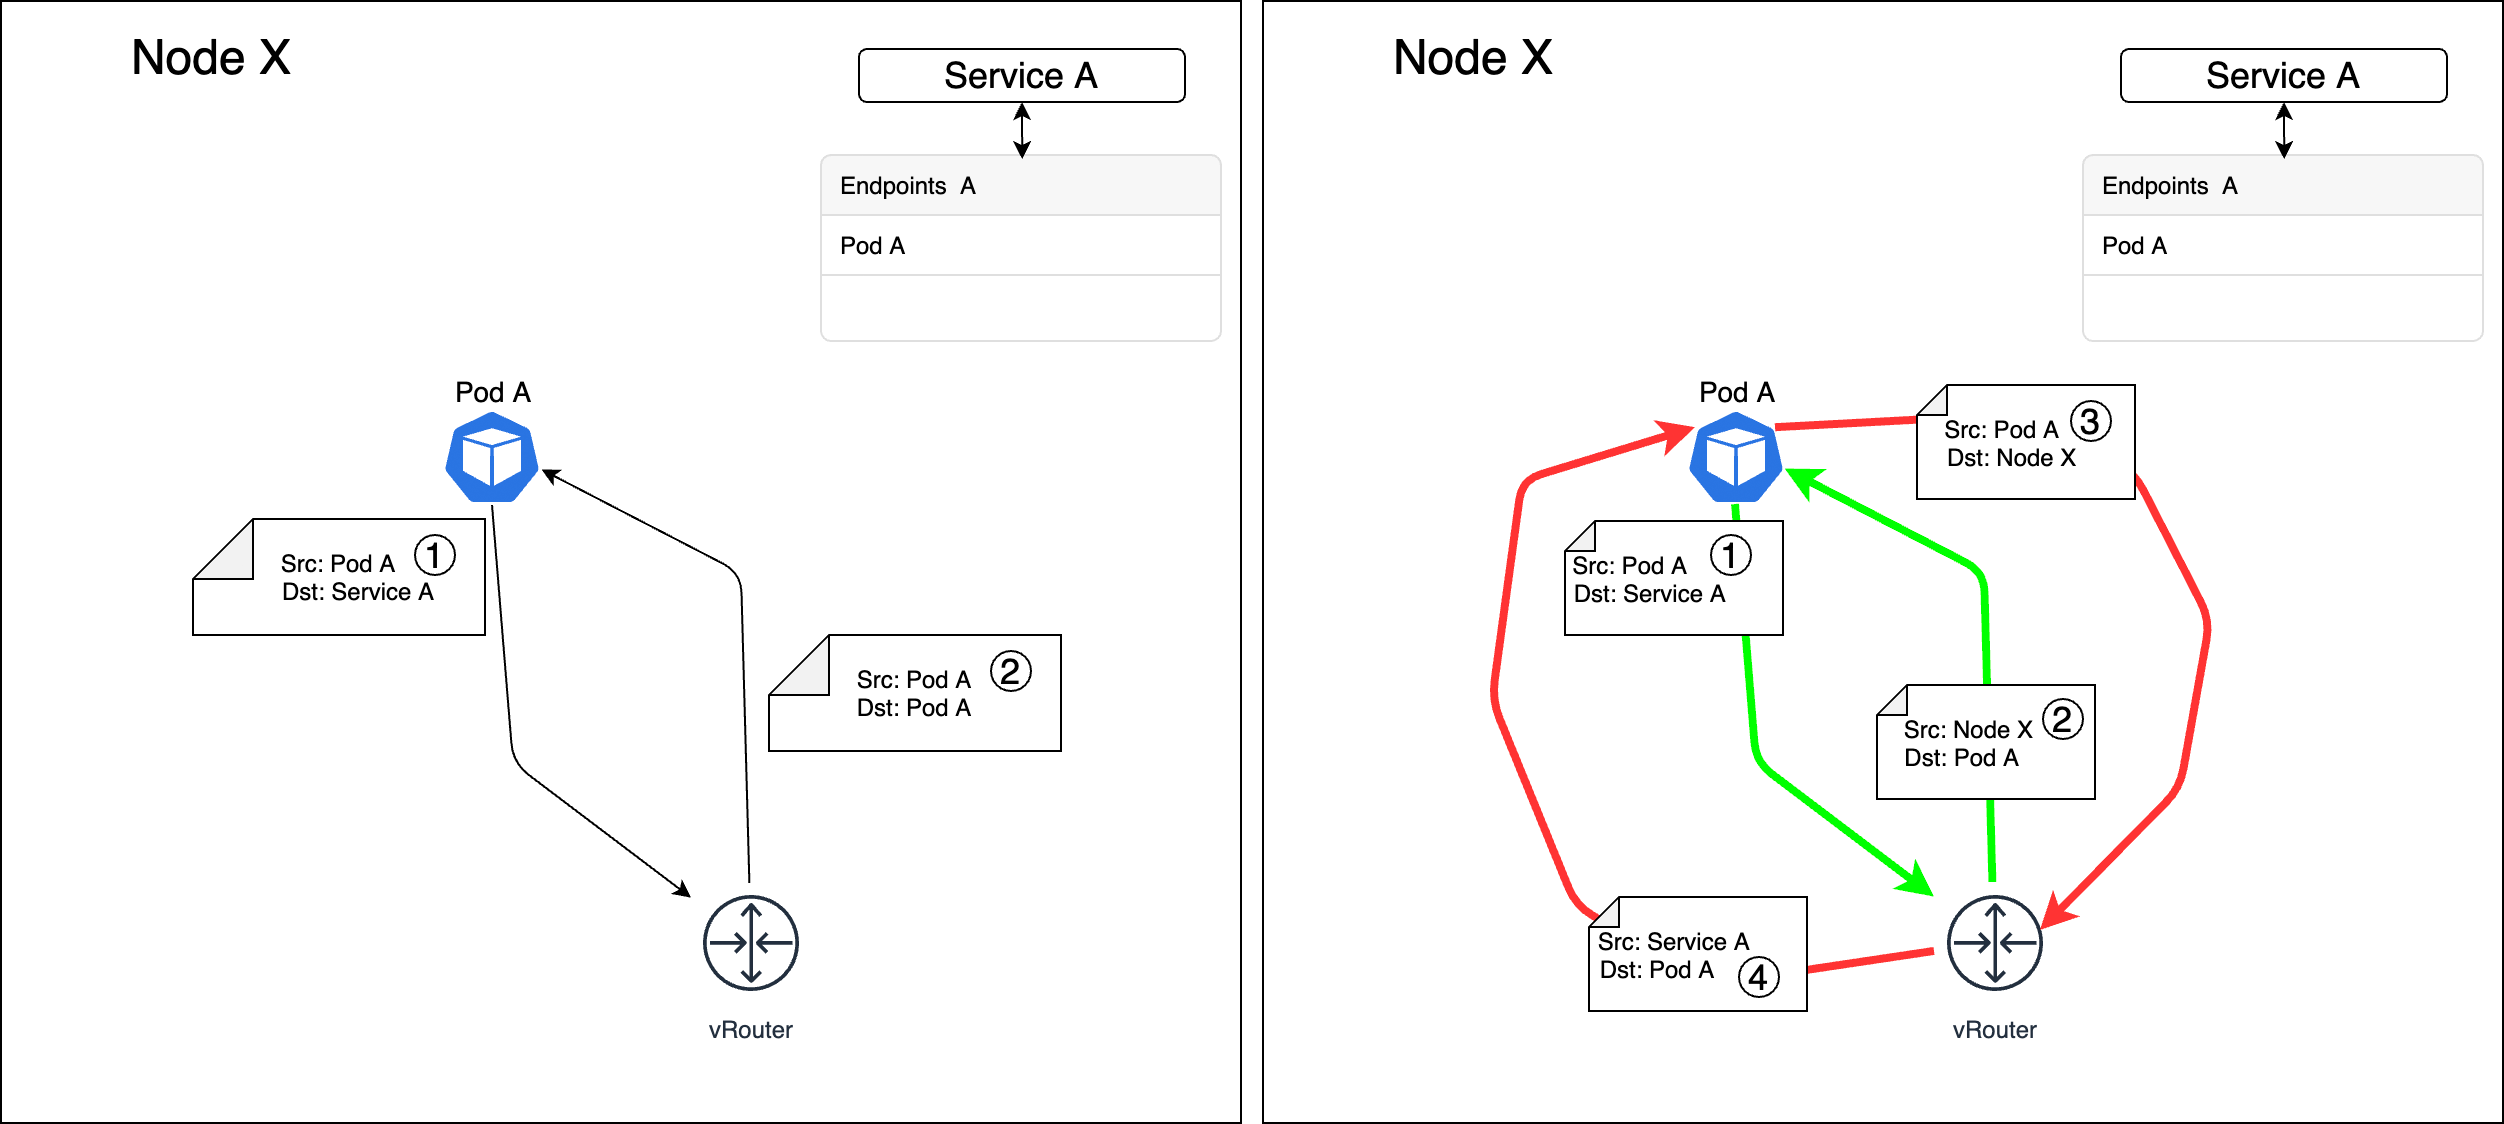 Node X
Service A
Endpoints  A
Pod A
Pod A
Src: Pod A
1
Dst: Service A
Src: Pod A
2
Dst: Pod A
vRouter
Node X
Service A
Endpoints  A
Pod A
Pod A
Src: Pod A
3
Dst: Node X
Src: Pod A
1
Dst: Service A
Src: Node X
2
Dst: Pod A
Src: Service A
Dst: Pod A
4
vRouter